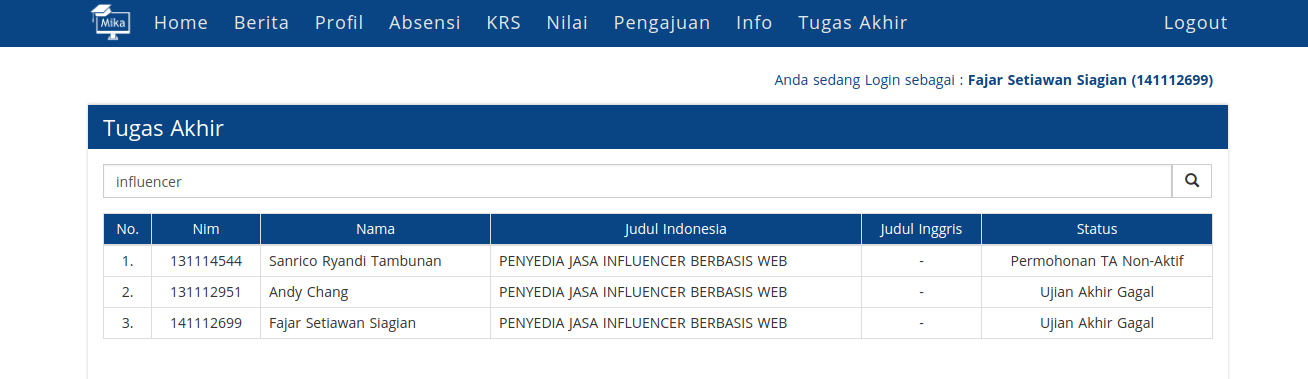 Mika Home Berita Profil Absensi KRS Nilai Pengajuan Info Tugas Akhir Logout
Anda sedang Login sebagai : Fajar Setiawan Siagian (141112699)
Tugas Akhir
influencer
No. Nim Nama Judul Indonesia Judul Inggris Status
1. 131114544 Sanrico Ryandi Tambunan PENYEDIA JASA INFLUENCER BERBASIS WEB - Permohonan TA Non-Aktif
2. 131112951 Andy Chang PENYEDIA JASA INFLUENCER BERBASIS WEB - Ujian Akhir Gagal
3. 141112699 Fajar Setiawan Siagian PENYEDIA JASA INFLUENCER BERBASIS WEB - Ujian Akhir Gagal